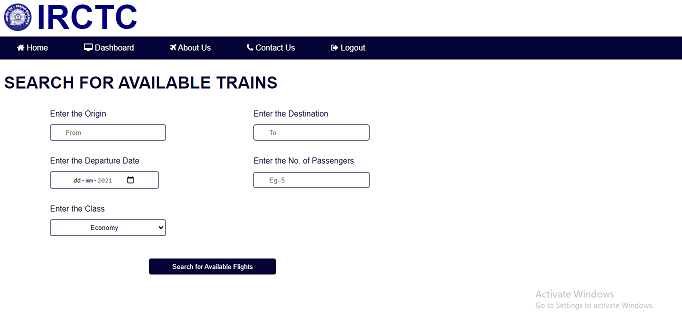 IRCTC
Home Dashboard About Us Contact Us Logout
SEARCH FOR AVAILABLE TRAINS
Enter the Origin Enter the Destination
From To
Enter the Departure Date Enter the No. of Passengers
dd-mm-2021 Eg. 5
Enter the Class
Economy
Search for Available Flights
Activate Windows
Go to Settings to activate Windows.